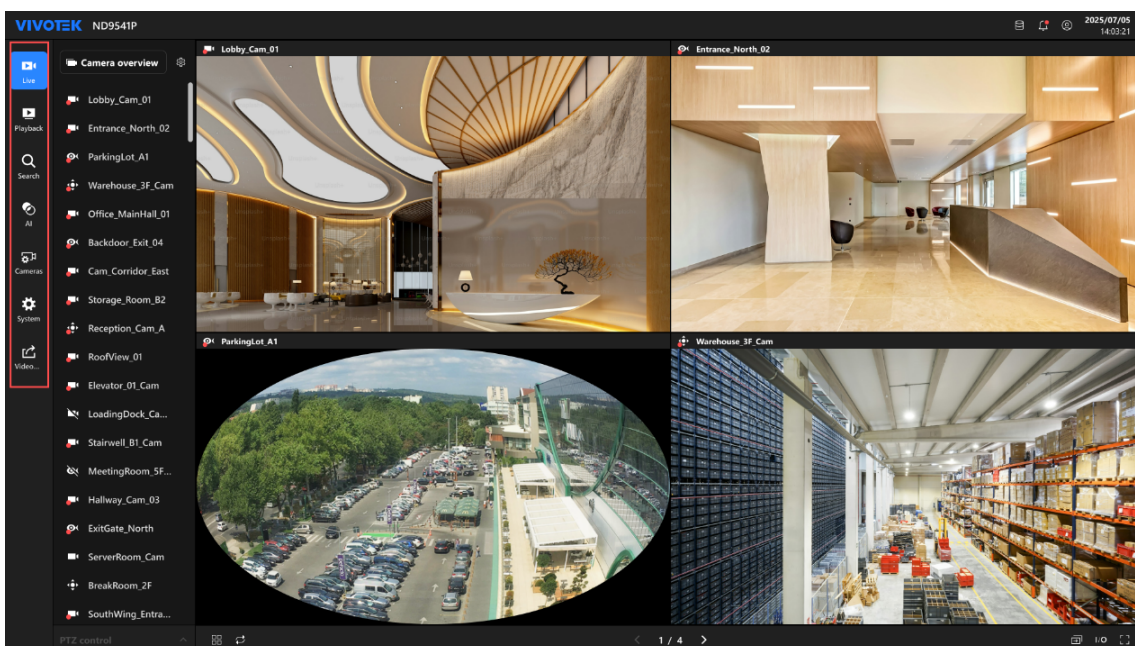 VIVOTEK ND9541P
2025/07/05
14:03:21
Live
Playback
Search
AI
Cameras
System
Video...
Camera overview
Lobby_Cam_01
Entrance_North_02
ParkingLot_A1
Warehouse_3F_Cam
Office_MainHall_01
Backdoor_Exit_04
Cam_Corridor_East
Storage_Room_B2
Reception_Cam_A
RoofView_01
Elevator_01_Cam
LoadingDock_Ca...
Stairwell_B1_Cam
MeetingRoom_5F...
Hallway_Cam_03
ExitGate_North
ServerRoom_Cam
BreakRoom_2F
SouthWing_Entra...
PTZ control
Lobby_Cam_01
Entrance_North_02
ParkingLot_A1
Warehouse_3F_Cam
1 / 4
I/O